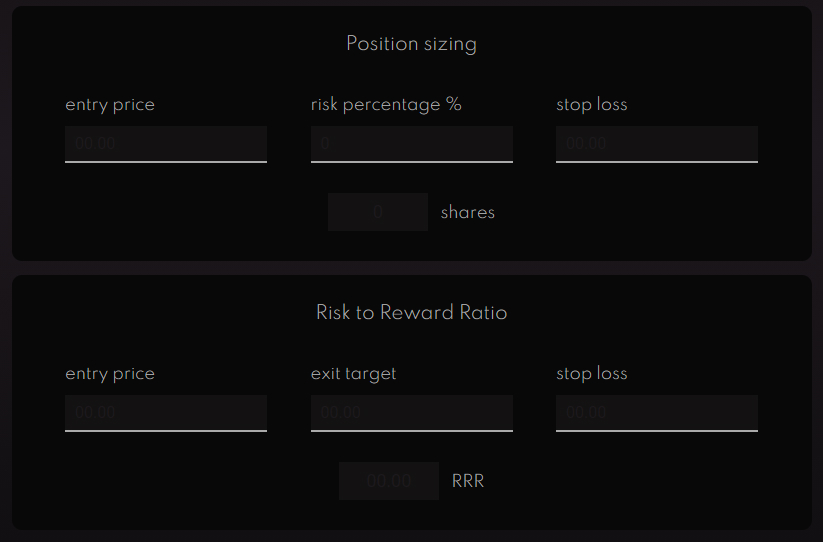 Position sizing
entry price risk percentage % stop loss
00.00 0 00.00
0 shares
Risk to Reward Ratio
entry price exit target stop loss
00.00 00.00 00.00
00.00 RRR